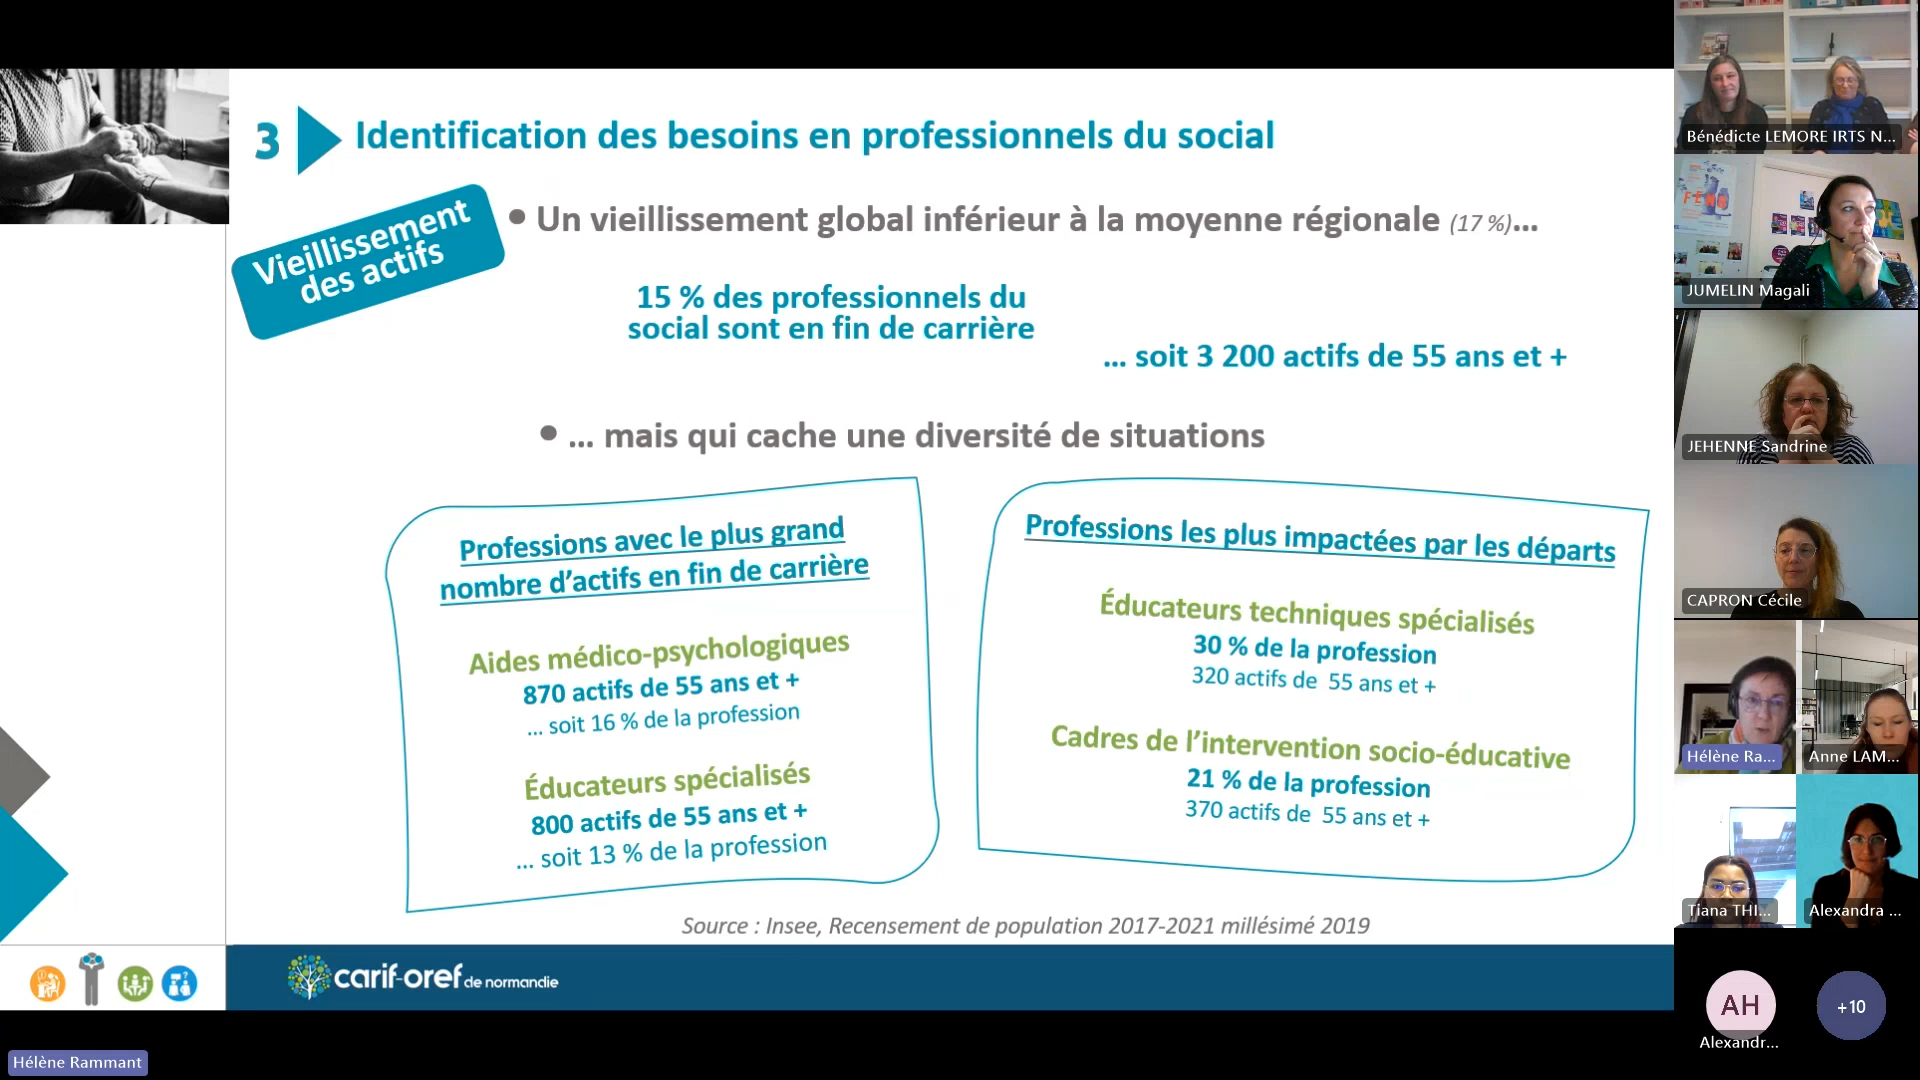 3
Identification des besoins en professionnels du social
Vieillissement
des actifs
• Un vieillissement global inférieur à la moyenne régionale (17 %)...
15 % des professionnels du
social sont en fin de carrière
... soit 3 200 actifs de 55 ans et +
• ... mais qui cache une diversité de situations
Professions avec le plus grand
nombre d’actifs en fin de carrière
Aides médico-psychologiques
870 actifs de 55 ans et +
... soit 16 % de la profession
Éducateurs spécialisés
800 actifs de 55 ans et +
... soit 13 % de la profession
Professions les plus impactées par les départs
Éducateurs techniques spécialisés
30 % de la profession
320 actifs de 55 ans et +
Cadres de l’intervention socio-éducative
21 % de la profession
370 actifs de 55 ans et +
Source : Insee, Recensement de population 2017-2021 millésimé 2019
carif-oref de normandie
Hélène Rammant
Bénédicte LEMORE IRTS N...
JUMELIN Magali
JEHENNE Sandrine
CAPRON Cécile
Hélène Ra...
Anne LAM...
Tiana THI...
Alexandra ...
AH
+10
Alexandr...